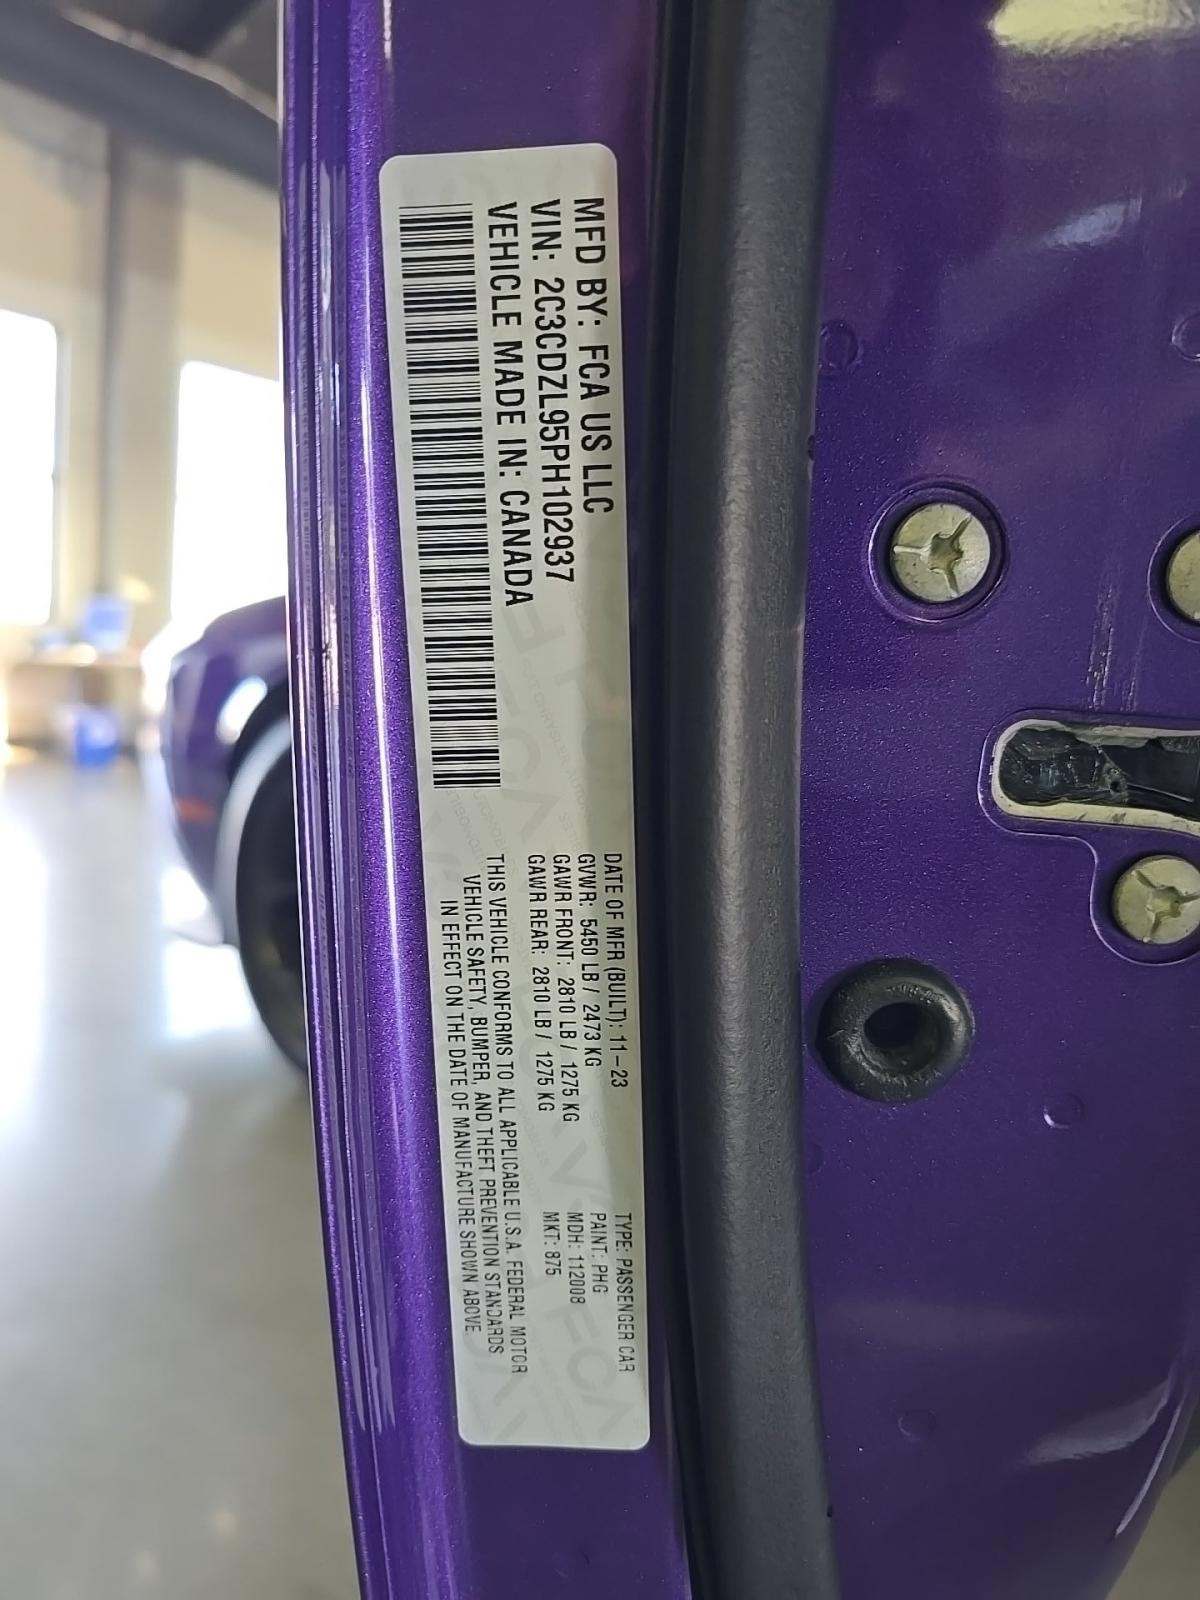 MFD BY: FCA US LLC
VIN: 2C3CDZL95PH102937
VEHICLE MADE IN: CANADA
DATE OF MFR (BUILT): 11-23
GVWR: 5450 LB / 2473 KG
GAWR FRONT: 2810 LB / 1275 KG
GAWR REAR: 2810 LB / 1275 KG
THIS VEHICLE CONFORMS TO ALL APPLICABLE U.S.A. FEDERAL MOTOR
VEHICLE SAFETY, BUMPER, AND THEFT PREVENTION STANDARDS
IN EFFECT ON THE DATE OF MANUFACTURE SHOWN ABOVE
TYPE: PASSENGER CAR
PAINT: PHG
MDH: 112008
MKT: 875